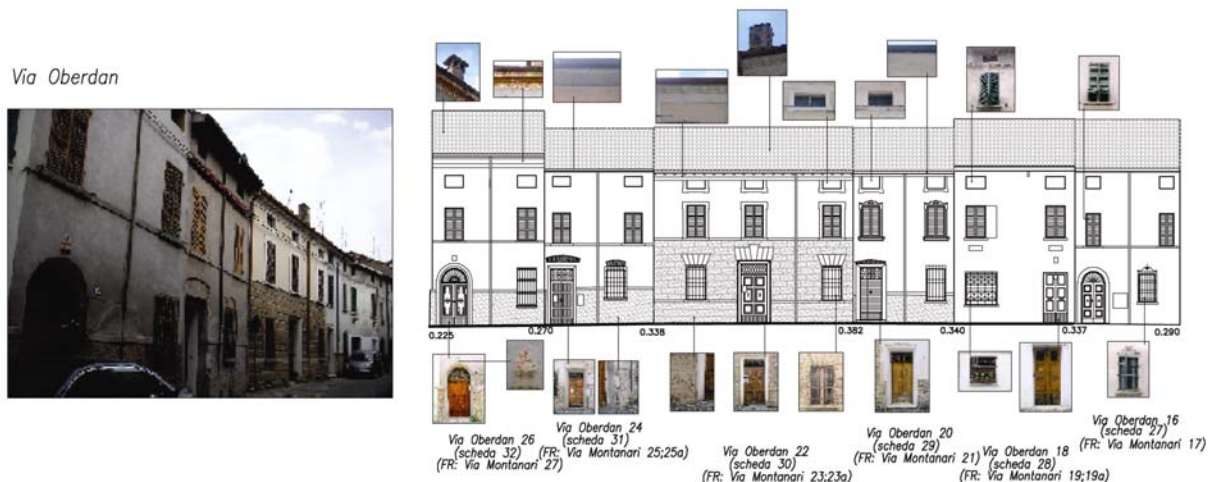 Via Oberdan
0.225
0.270
0.338
0.382
0.340
0.337
0.290
Via Oberdan 26
(scheda 32)
(FR: Via Montanari 27)
Via Oberdan 24
(scheda 31)
(FR: Via Montanari 25;25a)
Via Oberdan 22
(scheda 30)
(FR: Via Montanari 23;23a)
Via Oberdan 20
(scheda 29)
(FR: Via Montanari 21)
Via Oberdan 18
(scheda 28)
(FR: Via Montanari 19;19a)
Via Oberdan 16
(scheda 27)
(FR: Via Montanari 17)